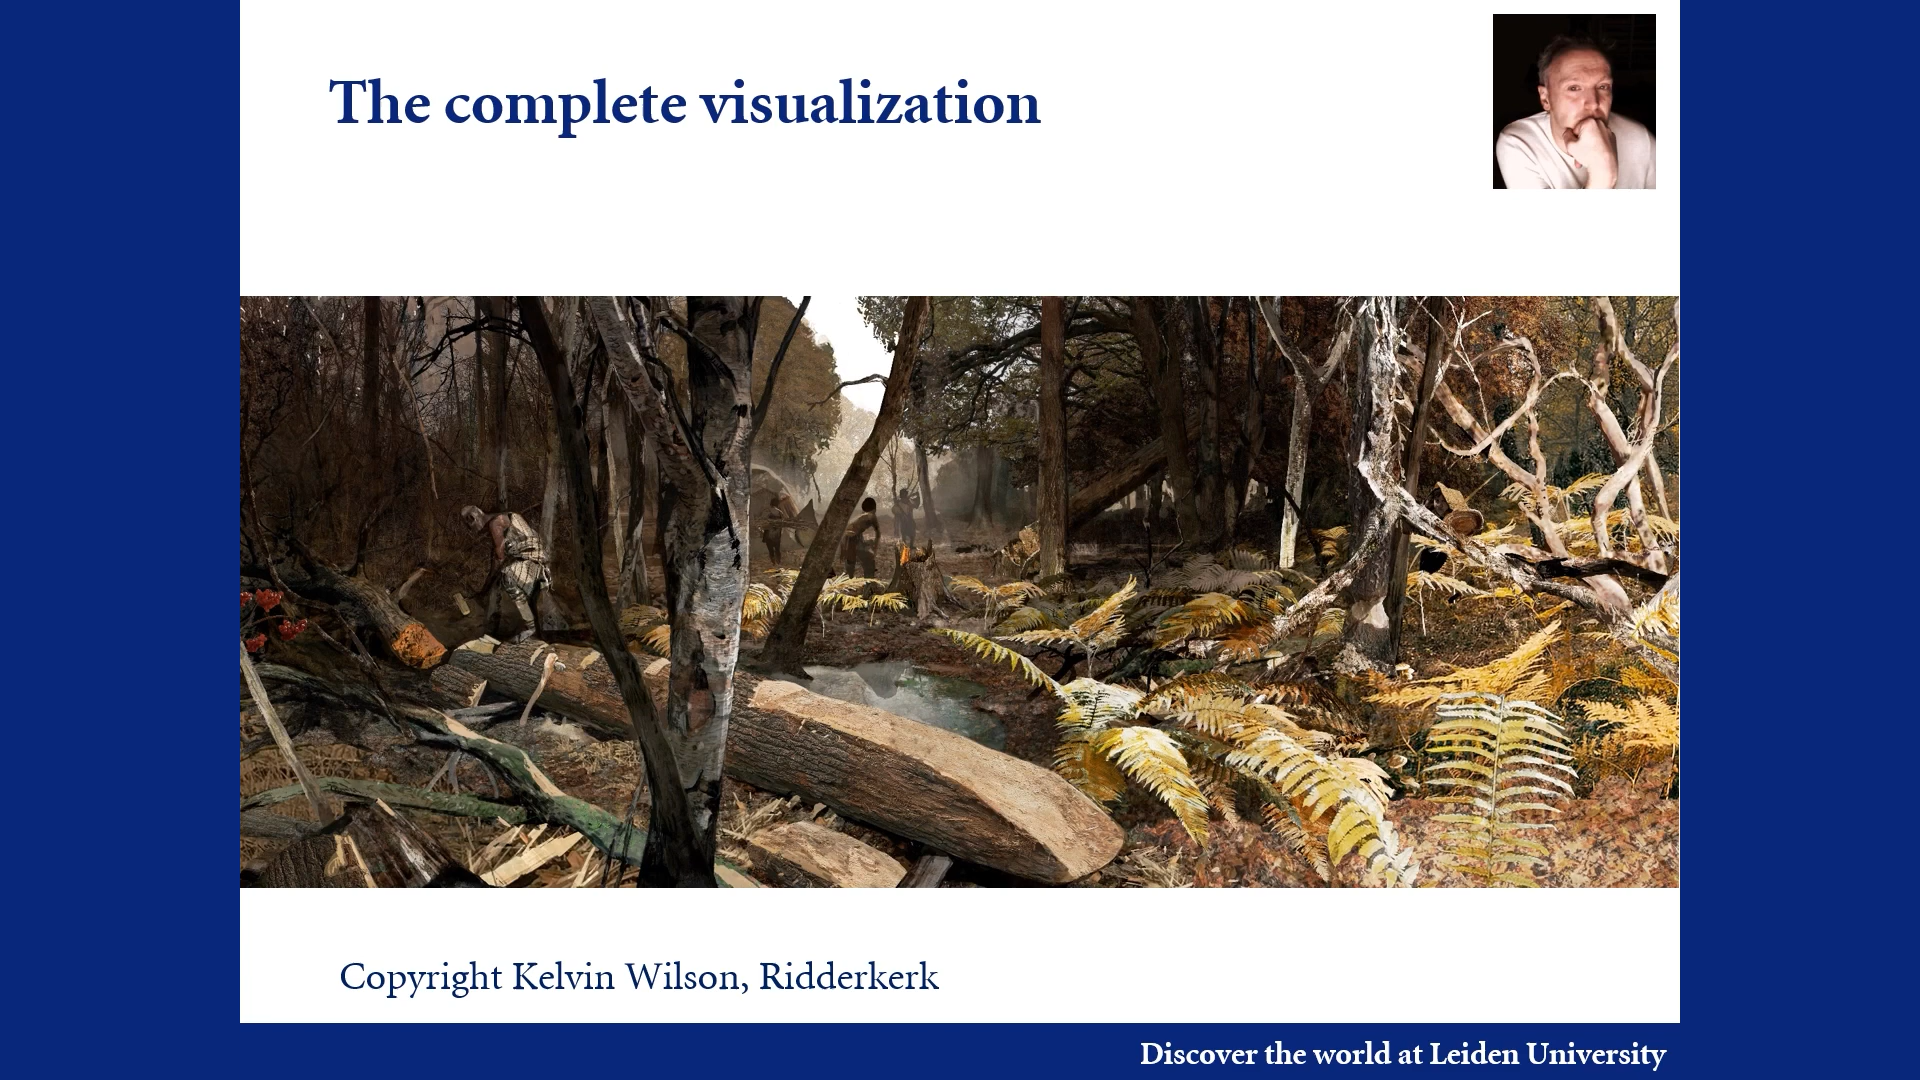 The complete visualization
Copyright Kelvin Wilson, Ridderkerk
Discover the world at Leiden University